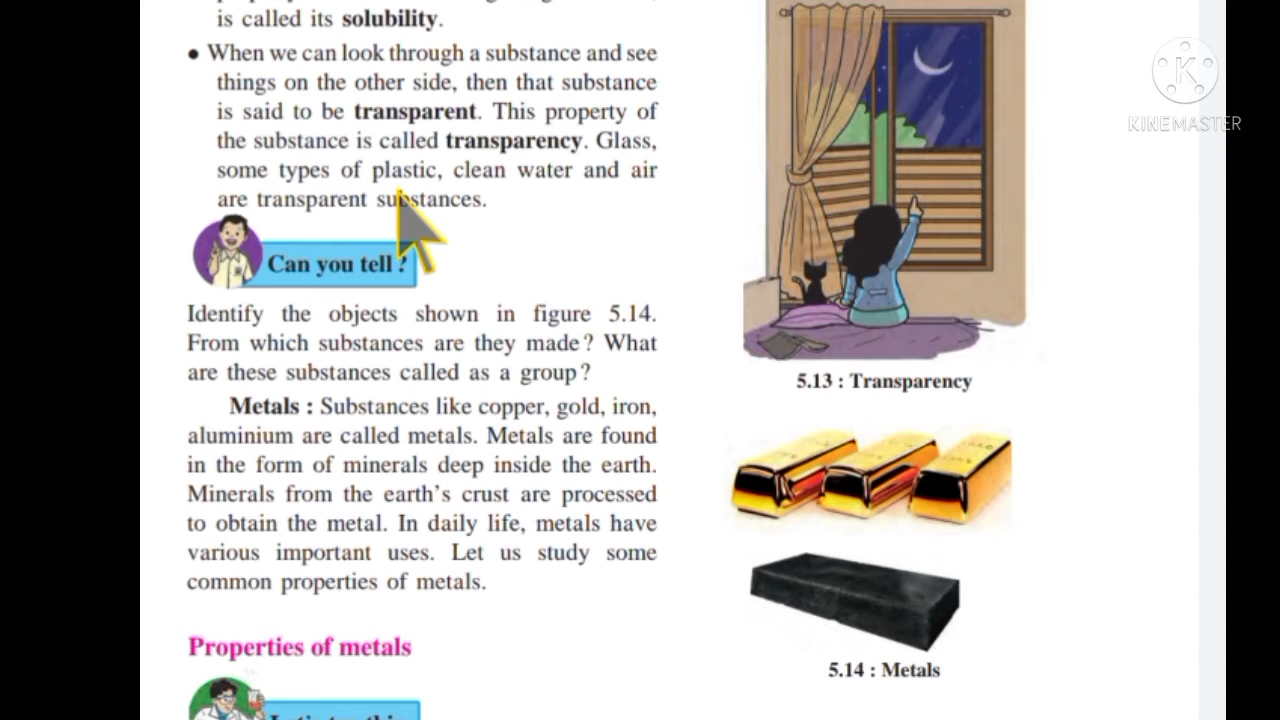 is called its solubility.
• When we can look through a substance and see
things on the other side, then that substance
is said to be transparent. This property of
the substance is called transparency. Glass,
some types of plastic, clean water and air
are transparent substances.
Can you tell ?
Identify the objects shown in figure 5.14.
From which substances are they made? What
are these substances called as a group?
Metals : Substances like copper, gold, iron,
aluminium are called metals. Metals are found
in the form of minerals deep inside the earth.
Minerals from the earth's crust are processed
to obtain the metal. In daily life, metals have
various important uses. Let us study some
common properties of metals.
Properties of metals
K
KINEMASTER
5.13 : Transparency
5.14 : Metals